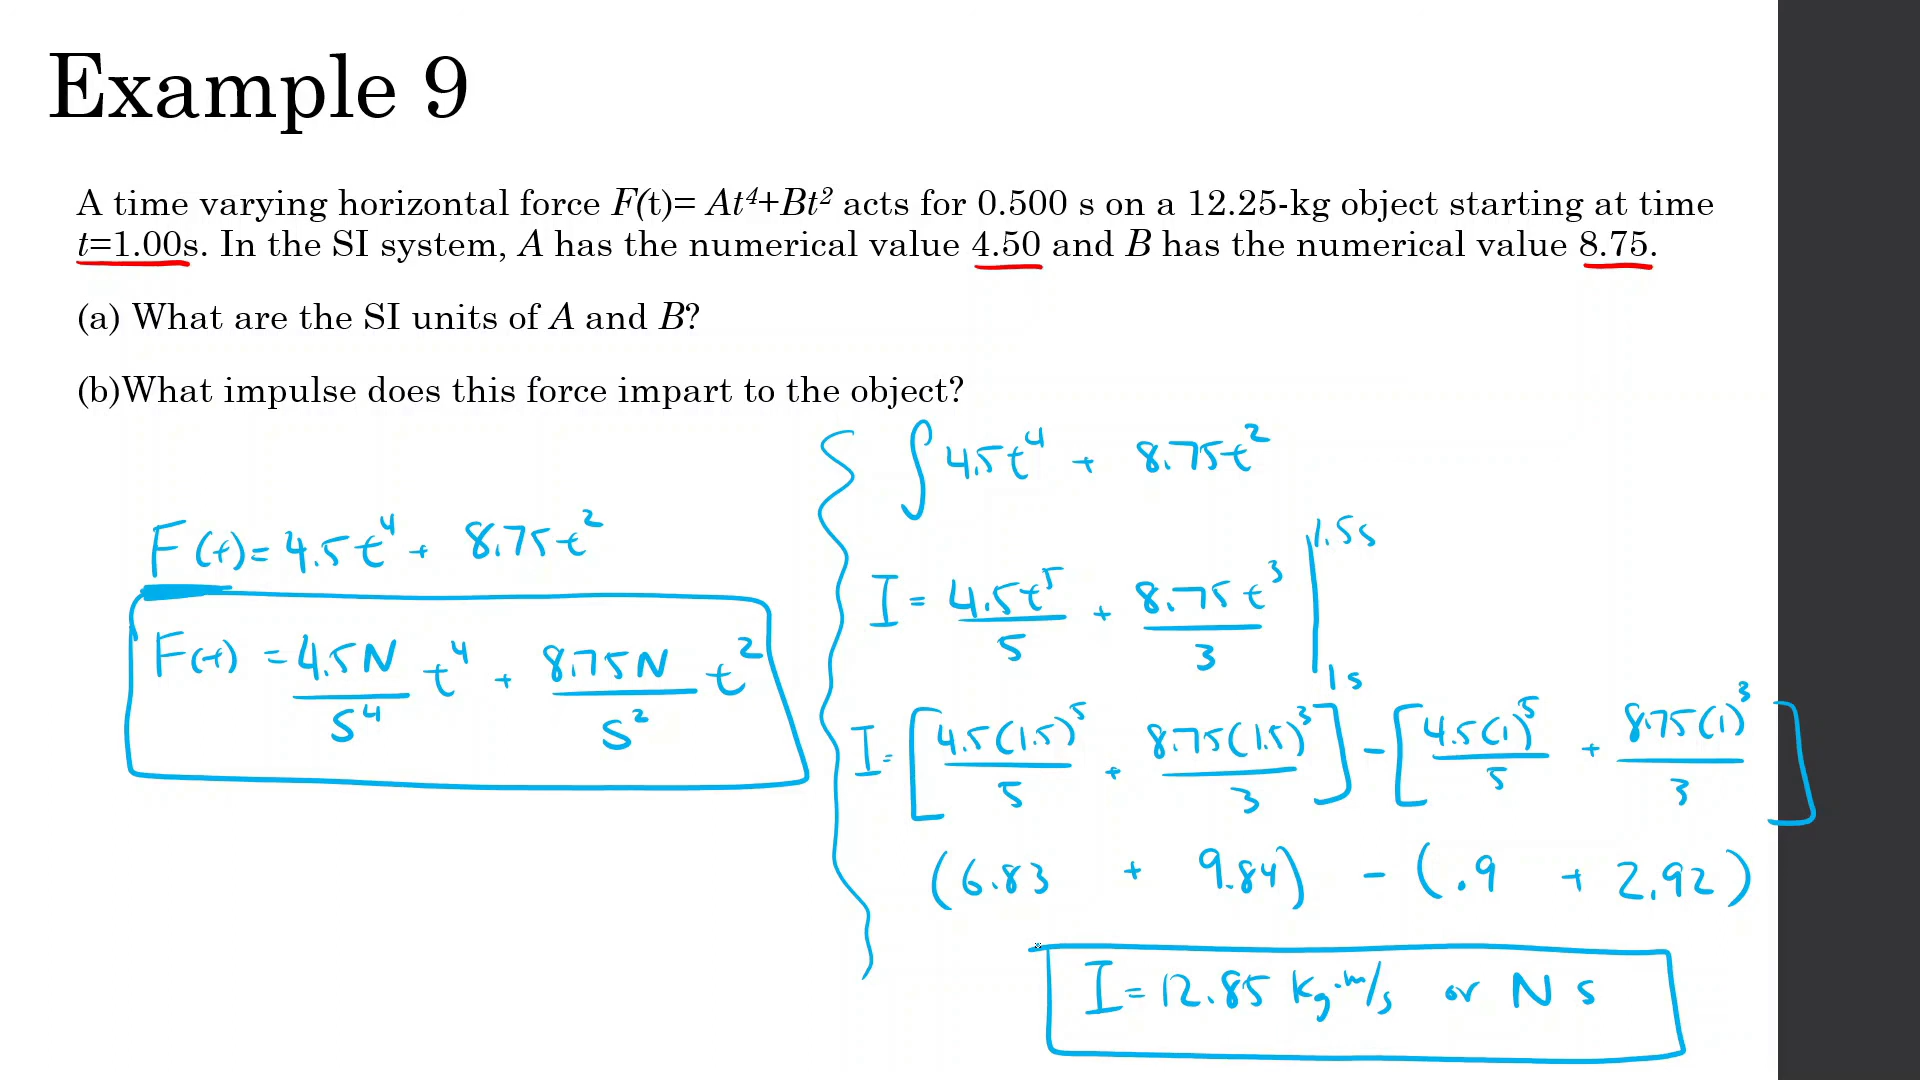 Example 9
A time varying horizontal force F(t)= At⁴+Bt² acts for 0.500 s on a 12.25-kg object starting at time
t=1.00s. In the SI system, A has the numerical value 4.50 and B has the numerical value 8.75.
(a) What are the SI units of A and B?
(b)What impulse does this force impart to the object?
F(t)= 4.5t⁴ + 8.75t²
F(t) = 4.5N/s⁴ t⁴ + 8.75N/s² t²
∫ 4.5t⁴ + 8.75t²
I = 4.5t⁵/5 + 8.75t³/3 | 1.5s 1s
I = [4.5(1.5)⁵/5 + 8.75(1.5)³/3] - [4.5(1)⁵/5 + 8.75(1)³/3]
(6.83 + 9.84) - (.9 + 2.92)
I = 12.85 kg·m/s or N s